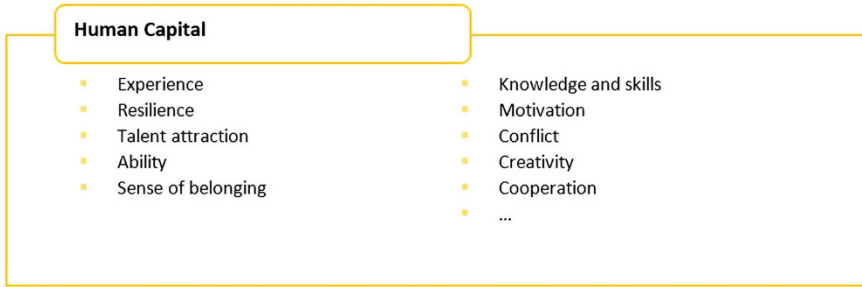 Human Capital
Experience
Resilience
Talent attraction
Ability
Sense of belonging
Knowledge and skills
Motivation
Conflict
Creativity
Cooperation
...